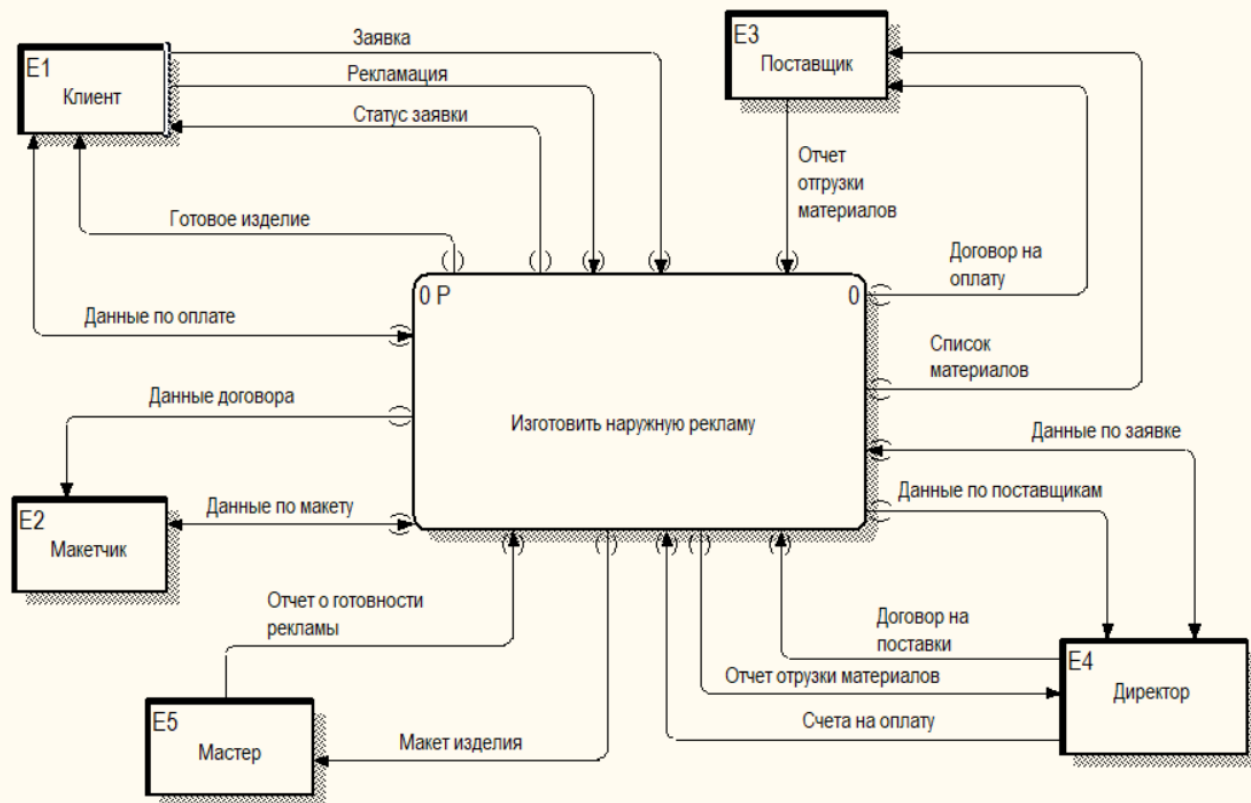 E1
Клиент
Заявка
Рекламация
Статус заявки
Готовое изделие
Данные по оплате
E3
Поставщик
Отчет
отгрузки
материалов
Договор на
оплату
Список
материалов
0 P
0
Изготовить наружную рекламу
Данные договора
E2
Макетчик
Данные по макету
Данные по заявке
Данные по поставщикам
Отчет о готовности
рекламы
E5
Мастер
Макет изделия
Договор на
поставки
Отчет отрузки материалов
Счета на оплату
E4
Директор